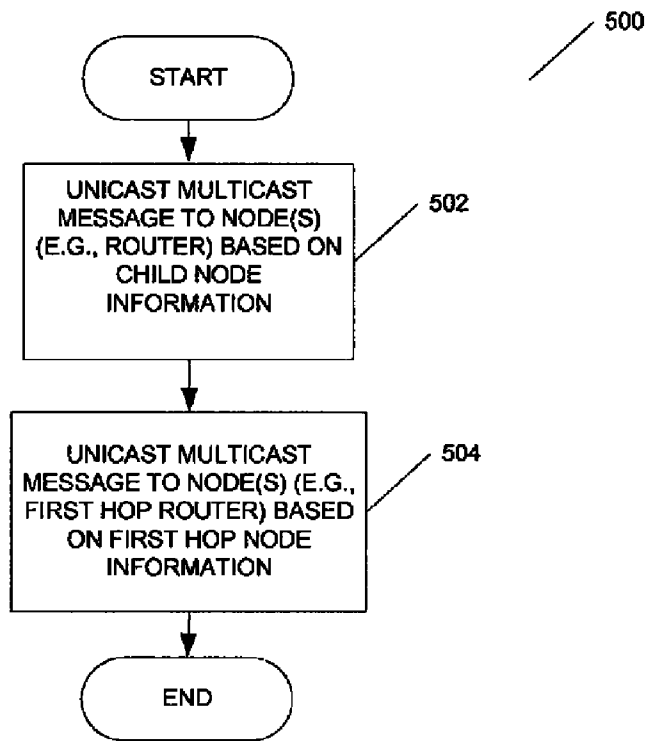 500
START
UNICAST MULTICAST
MESSAGE TO NODE(S)
(E.G., ROUTER) BASED ON
CHILD NODE
INFORMATION
502
UNICAST MULTICAST
MESSAGE TO NODE(S) (E.G.,
FIRST HOP ROUTER) BASED
ON FIRST HOP NODE
INFORMATION
504
END